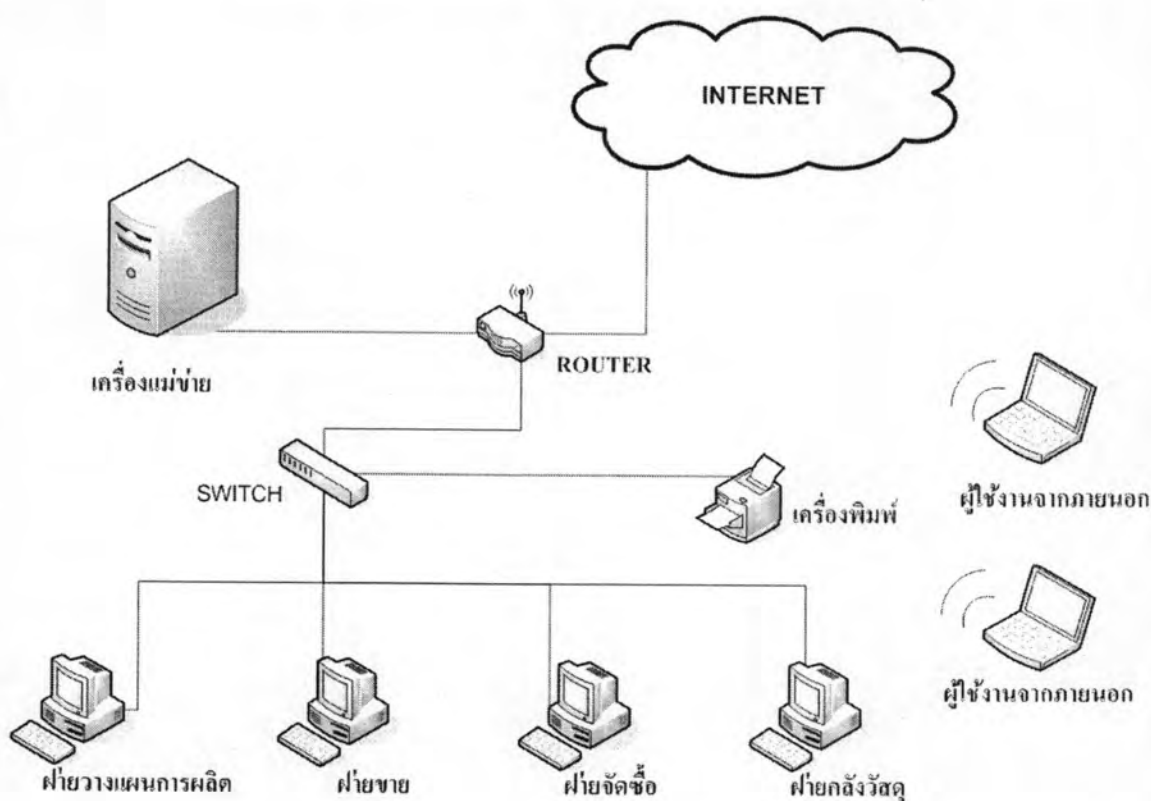 INTERNET
เครื่องแม่ข่าย
ROUTER
SWITCH
เครื่องพิมพ์
ผู้ใช้งานจากภายนอก
ผู้ใช้งานจากภายนอก
ฝ่ายวางแผนการผลิต
ฝ่ายขาย
ฝ่ายจัดซื้อ
ฝ่ายคลังวัสดุ